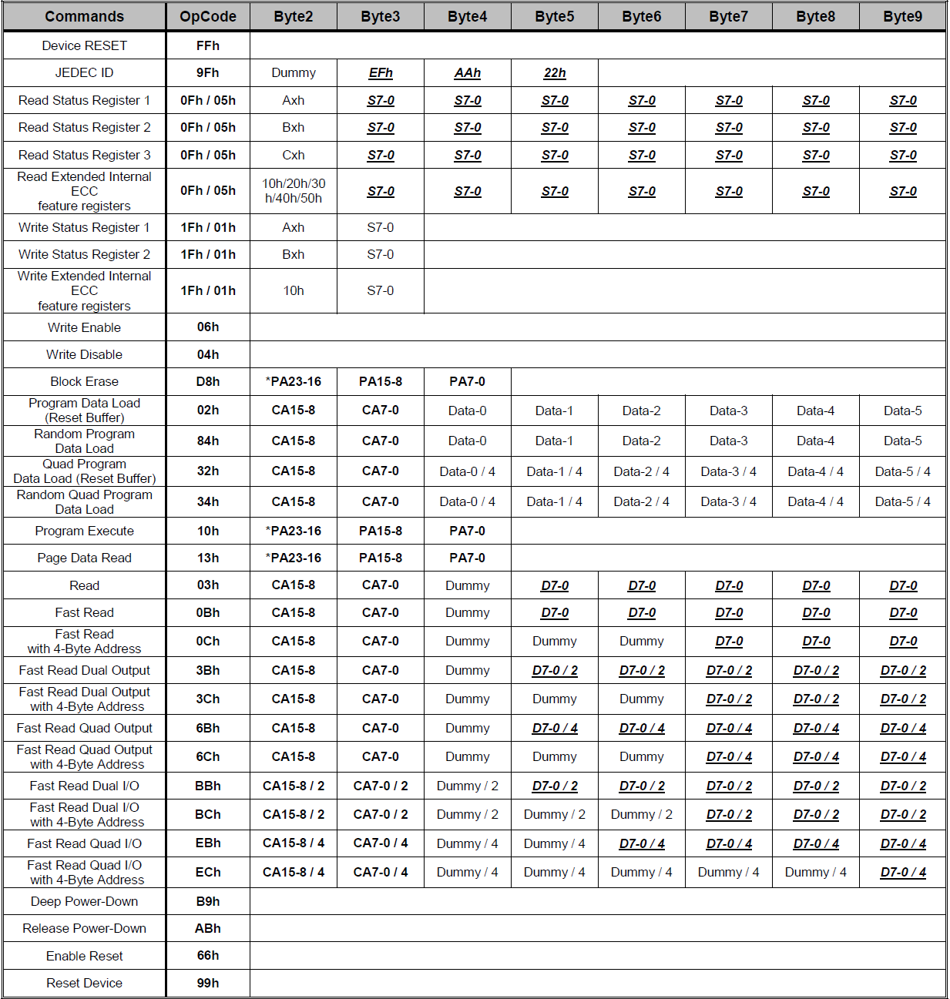 Commands OpCode Byte2 Byte3 Byte4 Byte5 Byte6 Byte7 Byte8 Byte9
Device RESET FFh
JEDEC ID 9Fh Dummy EFh AAh 22h
Read Status Register 1 0Fh / 05h Axh S7-0 S7-0 S7-0 S7-0 S7-0 S7-0 S7-0
Read Status Register 2 0Fh / 05h Bxh S7-0 S7-0 S7-0 S7-0 S7-0 S7-0 S7-0
Read Status Register 3 0Fh / 05h Cxh S7-0 S7-0 S7-0 S7-0 S7-0 S7-0 S7-0
Read Extended Internal
ECC
feature registers
0Fh / 05h
10h/20h/30
h/40h/50h
S7-0 S7-0 S7-0 S7-0 S7-0 S7-0 S7-0
Write Status Register 1 1Fh / 01h Axh S7-0
Write Status Register 2 1Fh / 01h Bxh S7-0
Write Extended Internal
ECC
feature registers
1Fh / 01h 10h S7-0
Write Enable 06h
Write Disable 04h
Block Erase D8h *PA23-16 PA15-8 PA7-0
Program Data Load
(Reset Buffer)
02h CA15-8 CA7-0 Data-0 Data-1 Data-2 Data-3 Data-4 Data-5
Random Program
Data Load
84h CA15-8 CA7-0 Data-0 Data-1 Data-2 Data-3 Data-4 Data-5
Quad Program
Data Load (Reset Buffer)
32h CA15-8 CA7-0 Data-0 / 4 Data-1 / 4 Data-2 / 4 Data-3 / 4 Data-4 / 4 Data-5 / 4
Random Quad Program
Data Load
34h CA15-8 CA7-0 Data-0 / 4 Data-1 / 4 Data-2 / 4 Data-3 / 4 Data-4 / 4 Data-5 / 4
Program Execute 10h *PA23-16 PA15-8 PA7-0
Page Data Read 13h *PA23-16 PA15-8 PA7-0
Read 03h CA15-8 CA7-0 Dummy D7-0 D7-0 D7-0 D7-0 D7-0
Fast Read 0Bh CA15-8 CA7-0 Dummy D7-0 D7-0 D7-0 D7-0 D7-0
Fast Read
with 4-Byte Address
0Ch CA15-8 CA7-0 Dummy Dummy Dummy D7-0 D7-0 D7-0
Fast Read Dual Output 3Bh CA15-8 CA7-0 Dummy D7-0 / 2 D7-0 / 2 D7-0 / 2 D7-0 / 2 D7-0 / 2
Fast Read Dual Output
with 4-Byte Address
3Ch CA15-8 CA7-0 Dummy Dummy Dummy D7-0 / 2 D7-0 / 2 D7-0 / 2
Fast Read Quad Output 6Bh CA15-8 CA7-0 Dummy D7-0 / 4 D7-0 / 4 D7-0 / 4 D7-0 / 4 D7-0 / 4
Fast Read Quad Output
with 4-Byte Address
6Ch CA15-8 CA7-0 Dummy Dummy Dummy D7-0 / 4 D7-0 / 4 D7-0 / 4
Fast Read Dual I/O BBh CA15-8 / 2 CA7-0 / 2 Dummy / 2 D7-0 / 2 D7-0 / 2 D7-0 / 2 D7-0 / 2 D7-0 / 2
Fast Read Dual I/O
with 4-Byte Address
BCh CA15-8 / 2 CA7-0 / 2 Dummy / 2 Dummy / 2 Dummy / 2 D7-0 / 2 D7-0 / 2 D7-0 / 2
Fast Read Quad I/O EBh CA15-8 / 4 CA7-0 / 4 Dummy / 4 Dummy / 4 D7-0 / 4 D7-0 / 4 D7-0 / 4 D7-0 / 4
Fast Read Quad I/O
with 4-Byte Address
ECh CA15-8 / 4 CA7-0 / 4 Dummy / 4 Dummy / 4 Dummy / 4 Dummy / 4 Dummy / 4 D7-0 / 4
Deep Power-Down B9h
Release Power-Down ABh
Enable Reset 66h
Reset Device 99h